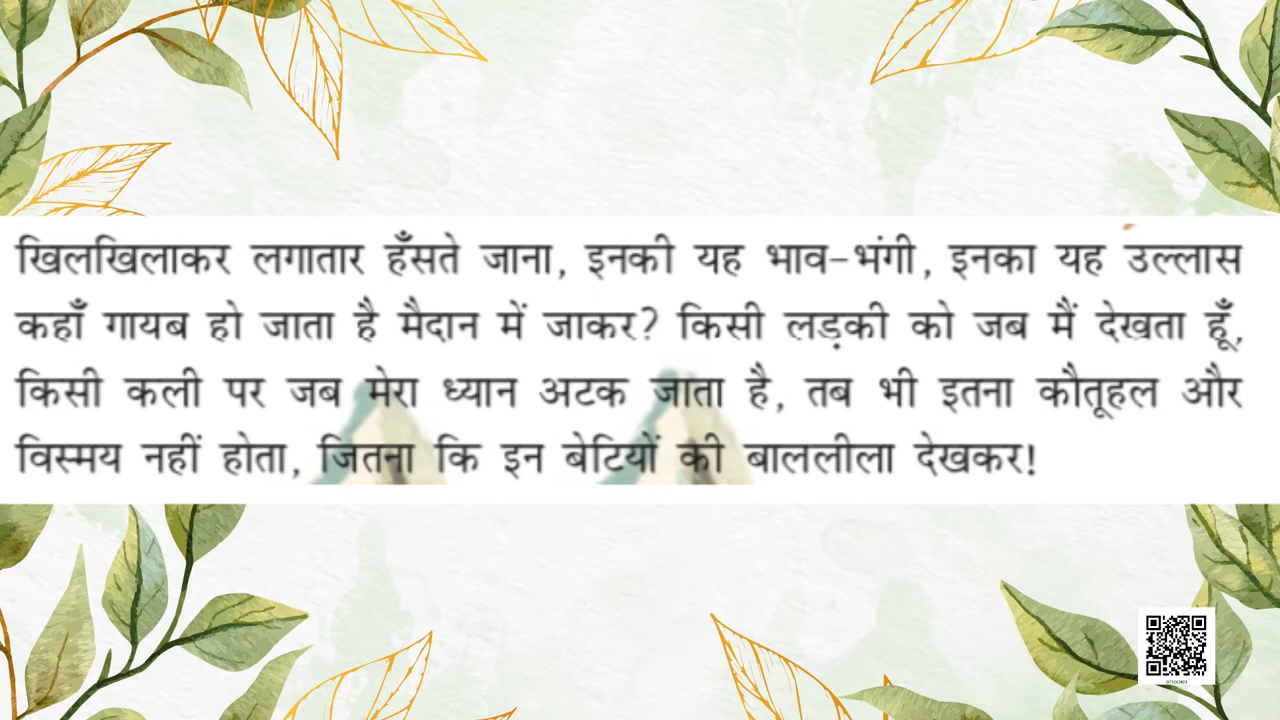 खिलखिलाकर लगातार हँसते जाना, इनकी यह भाव-भंगी, इनका यह उल्लास
कहाँ गायब हो जाता है मैदान में जाकर? किसी लड़की को जब मैं देखता हूँ,
किसी कली पर जब मेरा ध्यान अटक जाता है, तब भी इतना कौतूहल और
विस्मय नहीं होता, जितना कि इन बेटियों की बाललीला देखकर!